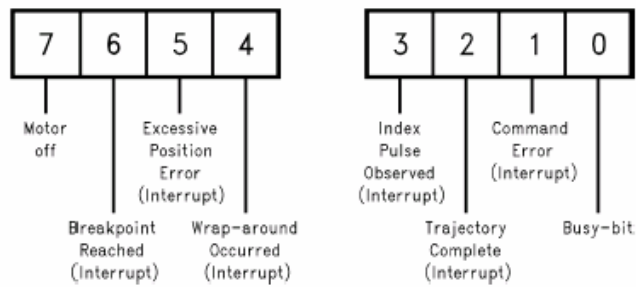 7 6 5 4 3 2 1 0
Motor
off
Excessive
Position
Error
(Interrupt)
Index
Pulse
Observed
(Interrupt)
Command
Error
(Interrupt)
Breakpoint
Reached
(Interrupt)
Wrap-around
Occurred
(Interrupt)
Trajectory
Complete
(Interrupt)
Busy-bit